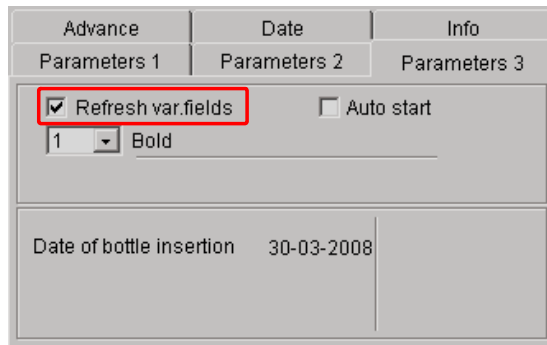 Advance Date Info
Parameters 1 Parameters 2 Parameters 3
Refresh var.fields Auto start
1 Bold
Date of bottle insertion 30-03-2008